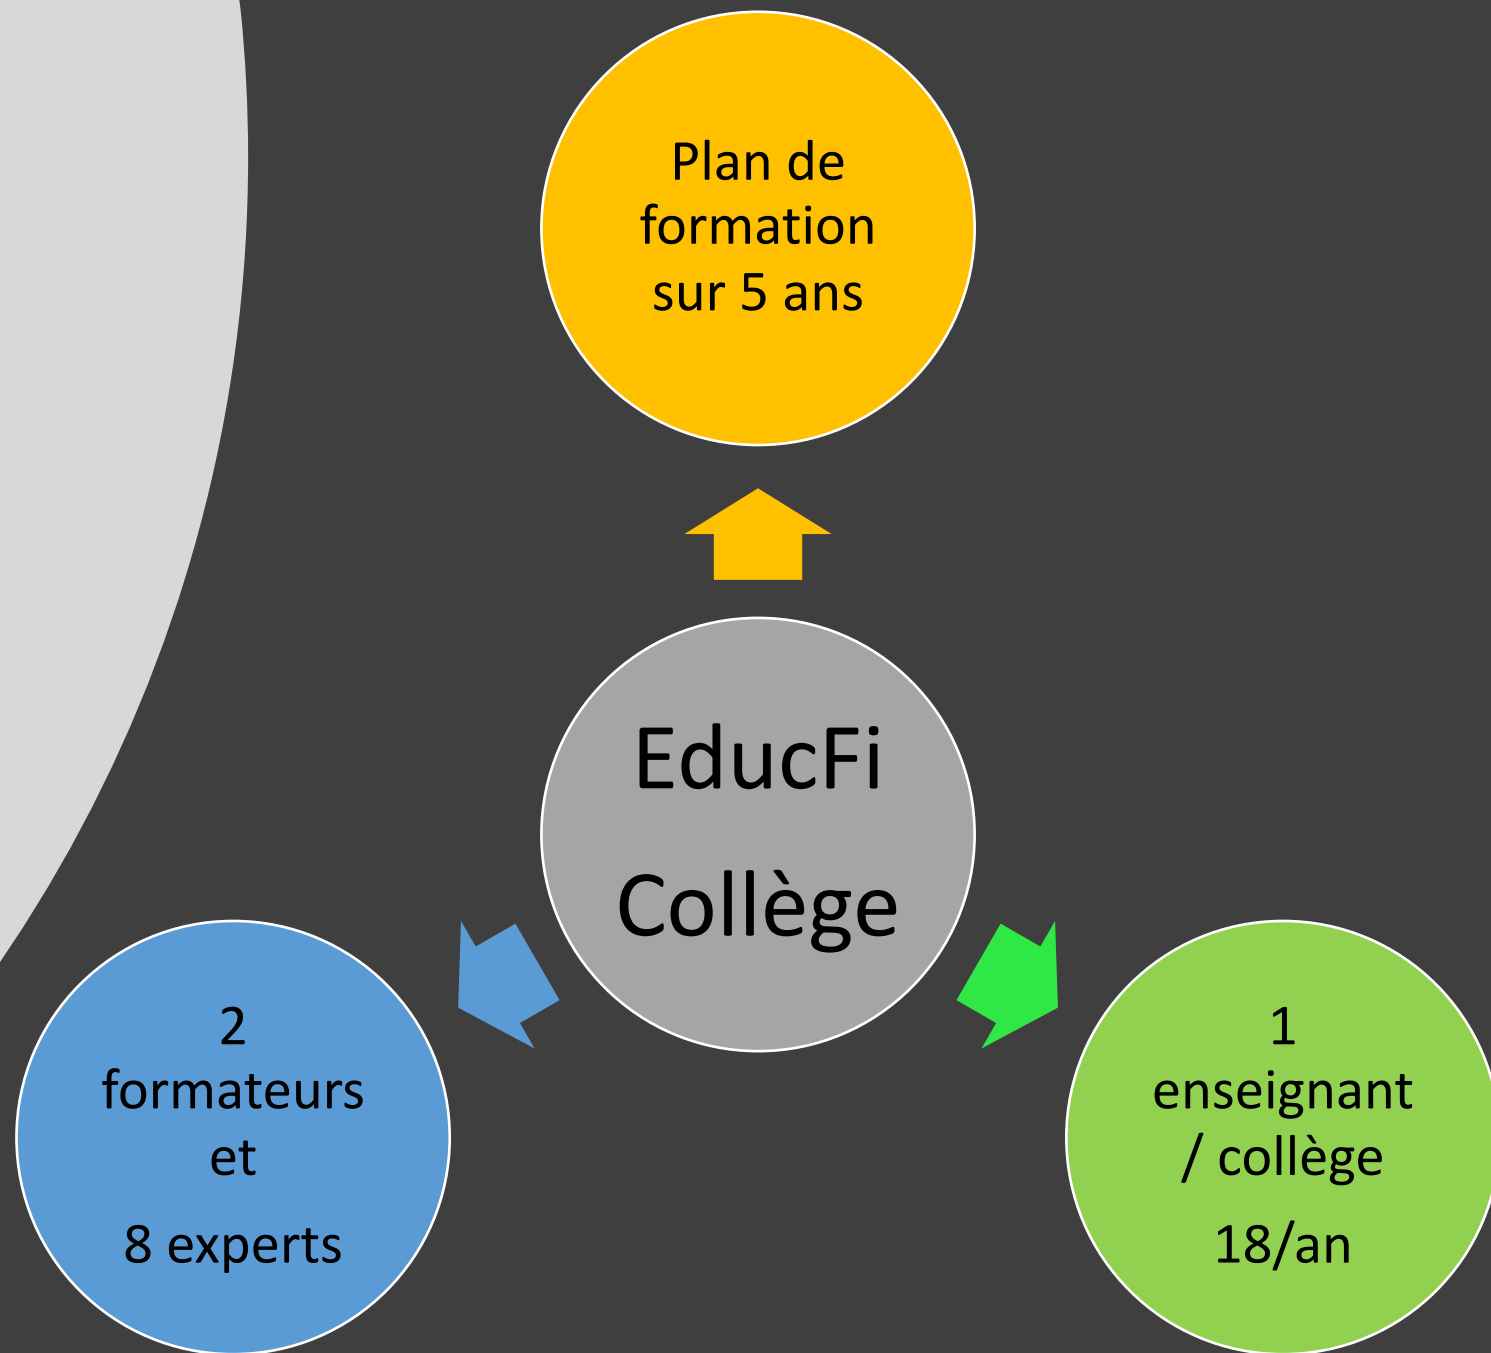 Plan de
formation
sur 5 ans
EducFi
Collège
2
formateurs
et
8 experts
1
enseignant
/ collège
18/an